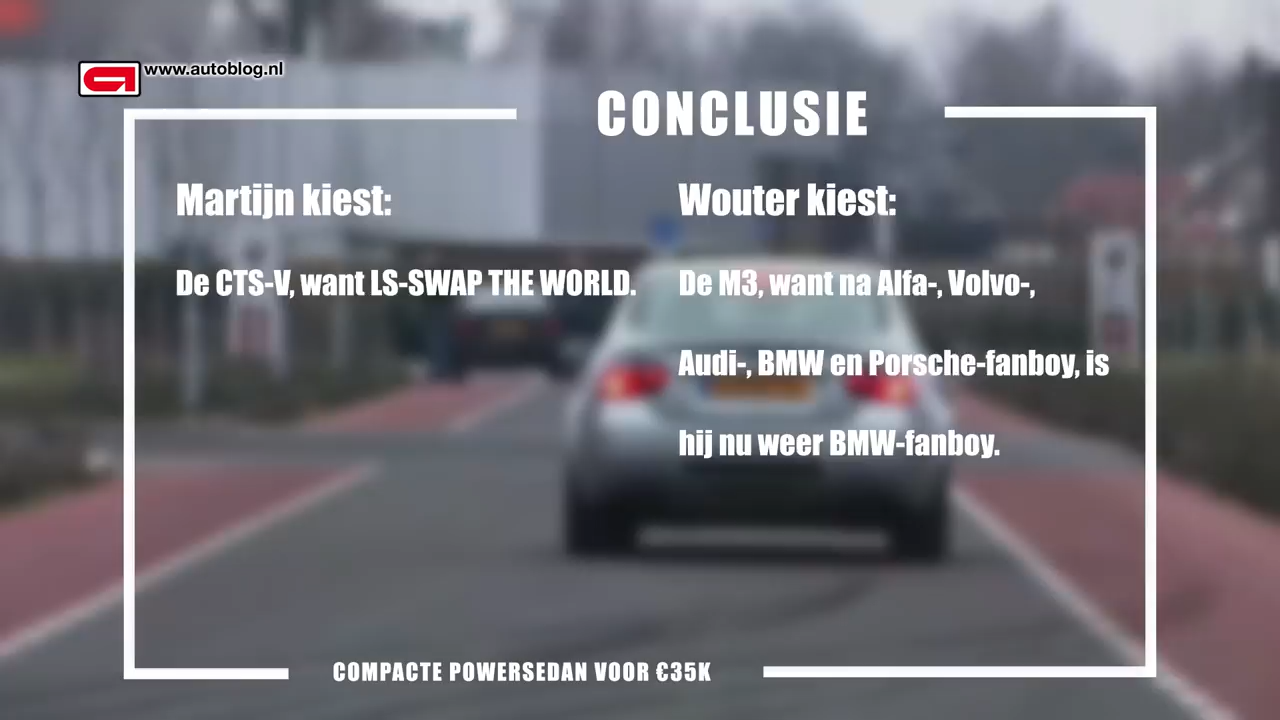 www.autoblog.nl
CONCLUSIE
Martijn kiest:
De CTS-V, want LS-SWAP THE WORLD.
Wouter kiest:
De M3, want na Alfa-, Volvo-,
Audi-, BMW en Porsche-fanboy, is
hij nu weer BMW-fanboy.
COMPACTE POWERSEDAN VOOR €35K